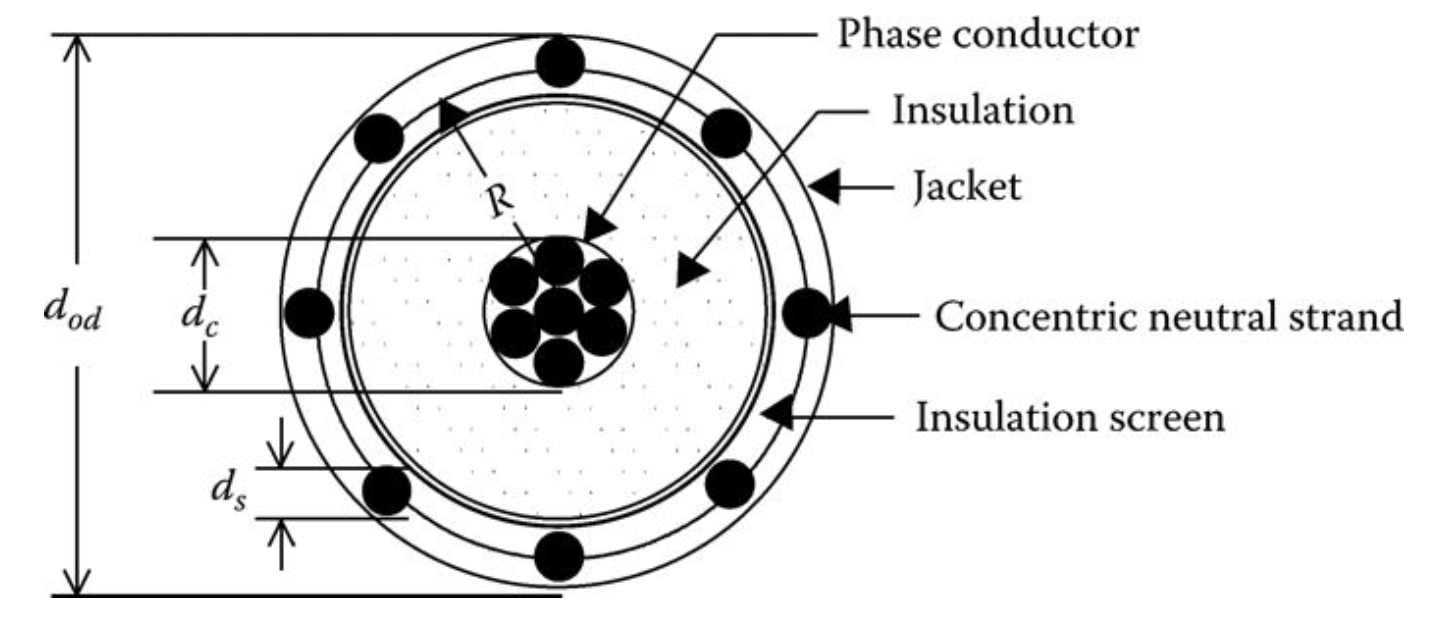 Phase conductor
Insulation
Jacket
R
d_od
d_c
Concentric neutral strand
Insulation screen
d_s